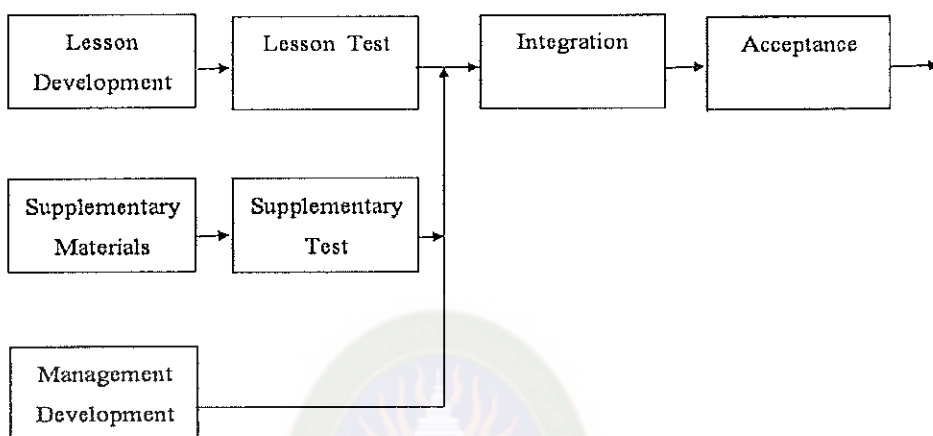 Lesson
Development
Lesson Test
Integration
Acceptance
Supplementary
Materials
Supplementary
Test
Management
Development